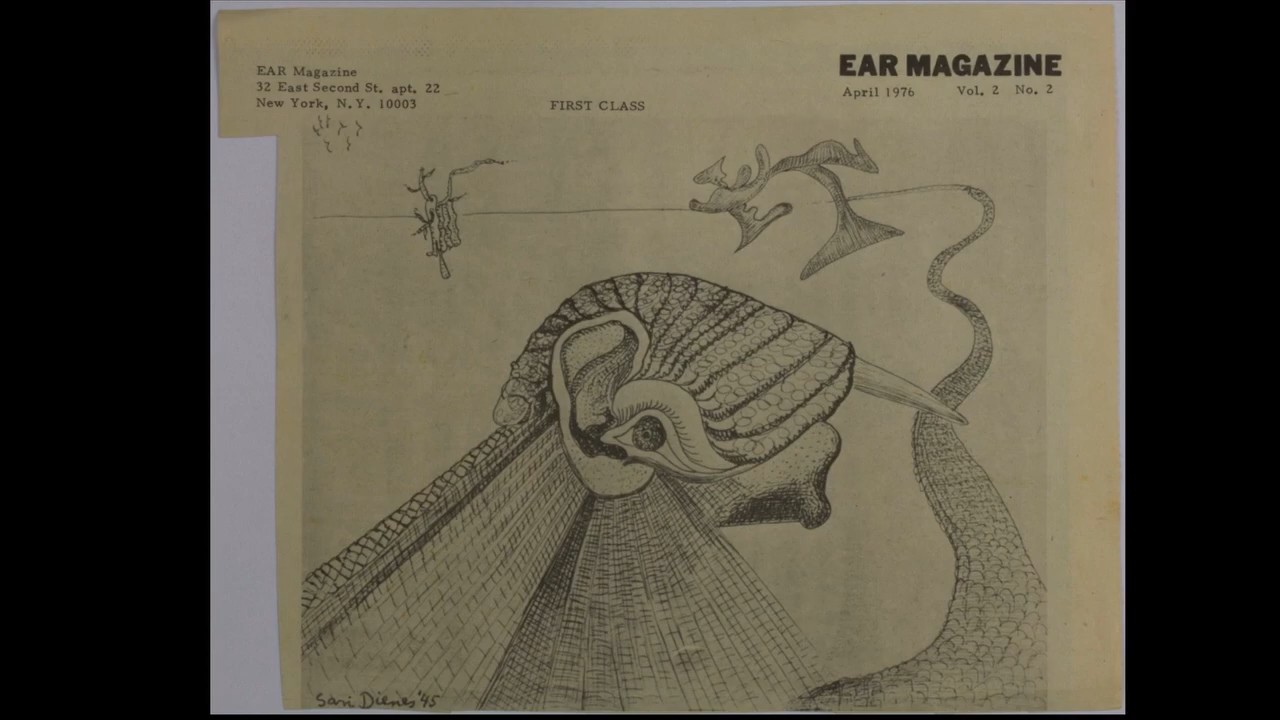 EAR Magazine
32 East Second St. apt. 22
New York, N.Y. 10003
FIRST CLASS
EAR MAGAZINE
April 1976 Vol. 2 No. 2
Sari Dienes '45